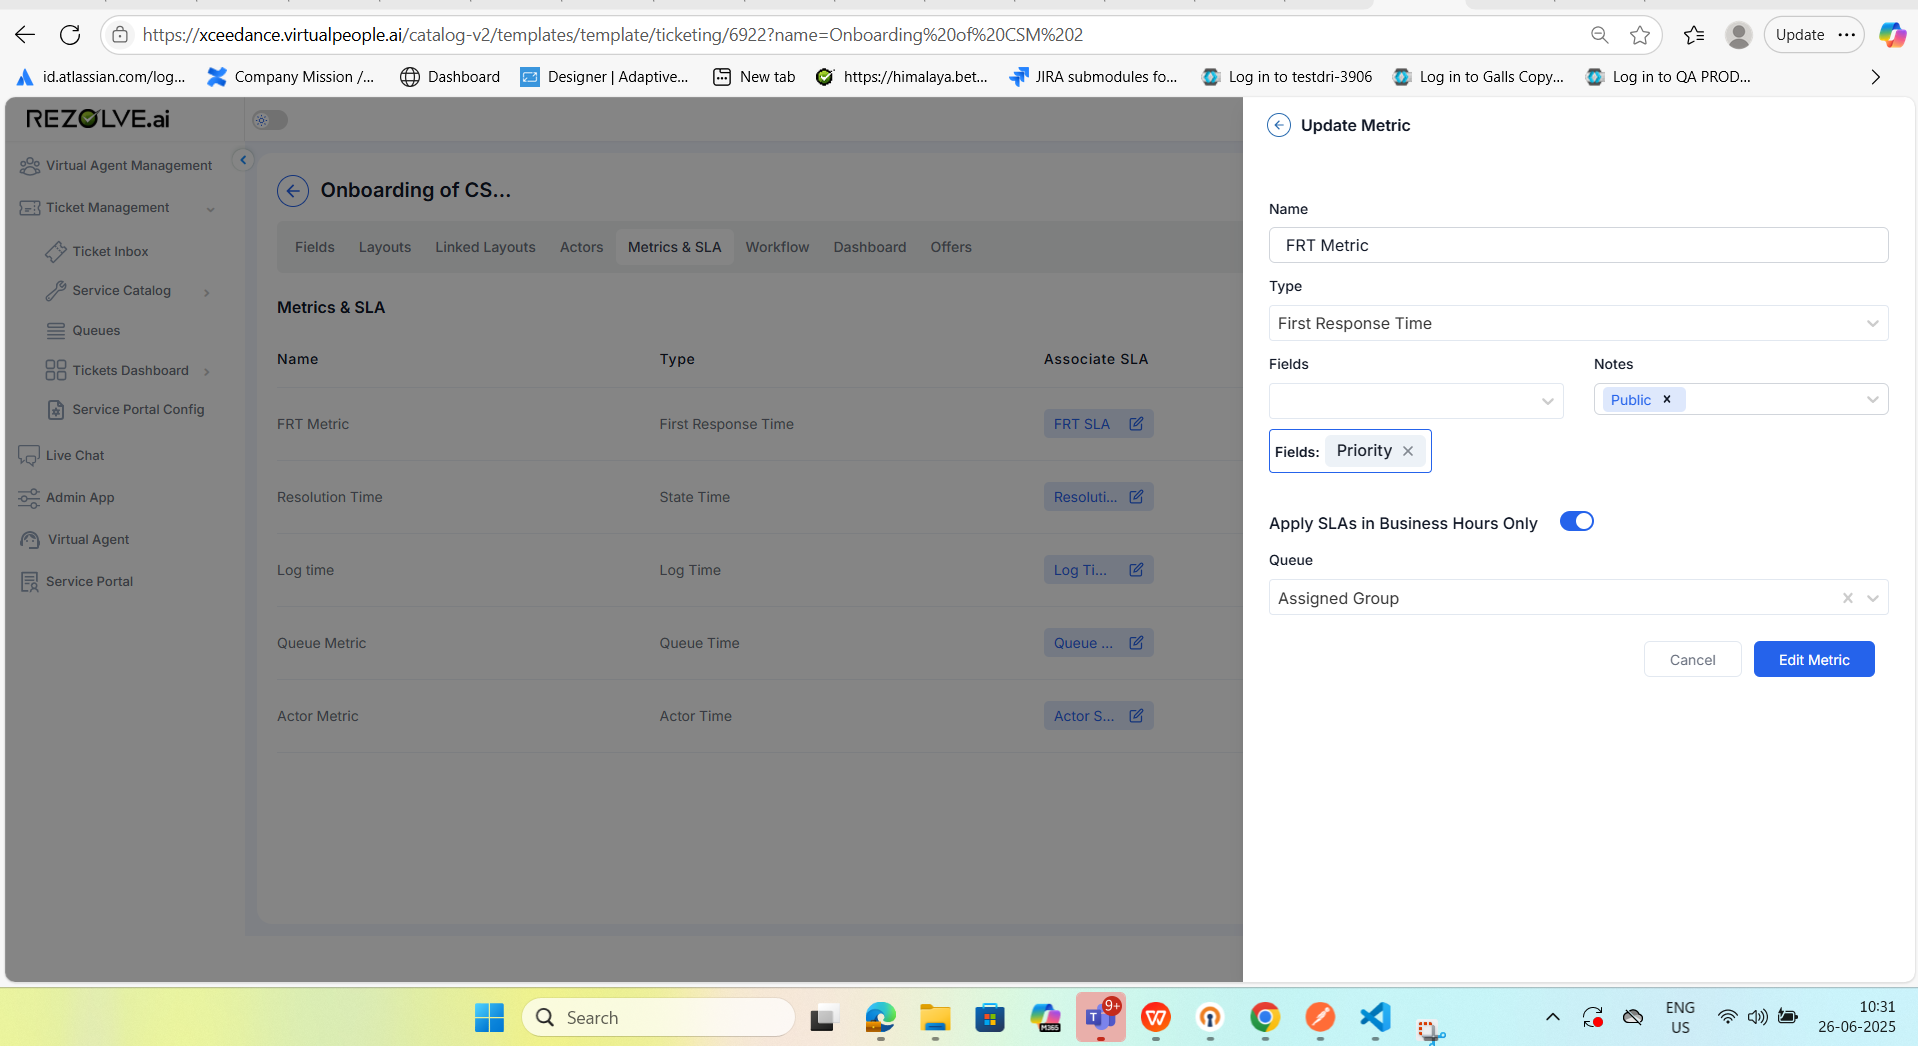 https://xceedance.virtualpeople.ai/catalog-v2/templates/template/ticketing/6922?name=Onboarding%20of%20CSM%202
Update
id.atlassian.com/log...
Company Mission /...
Dashboard
Designer | Adaptive...
New tab
https://himalaya.bet...
JIRA submodules fo...
Log in to testdri-3906
Log in to Galls Copy...
Log in to QA PROD...
REZOLVE.ai
Virtual Agent Management
Ticket Management
Ticket Inbox
Service Catalog
Queues
Tickets Dashboard
Service Portal Config
Live Chat
Admin App
Virtual Agent
Service Portal
Onboarding of CS...
Fields Layouts Linked Layouts Actors Metrics & SLA Workflow Dashboard Offers
Metrics & SLA
Name Type Associate SLA
FRT Metric First Response Time FRT SLA
Resolution Time State Time Resoluti...
Log time Log Time Log Ti...
Queue Metric Queue Time Queue ...
Actor Metric Actor Time Actor S...
Update Metric
Name
FRT Metric
Type
First Response Time
Fields Notes
Public x
Fields: Priority
Apply SLAs in Business Hours Only
Queue
Assigned Group
Cancel Edit Metric
Search
M365
T 9+
W
ENG
US
10:31
26-06-2025